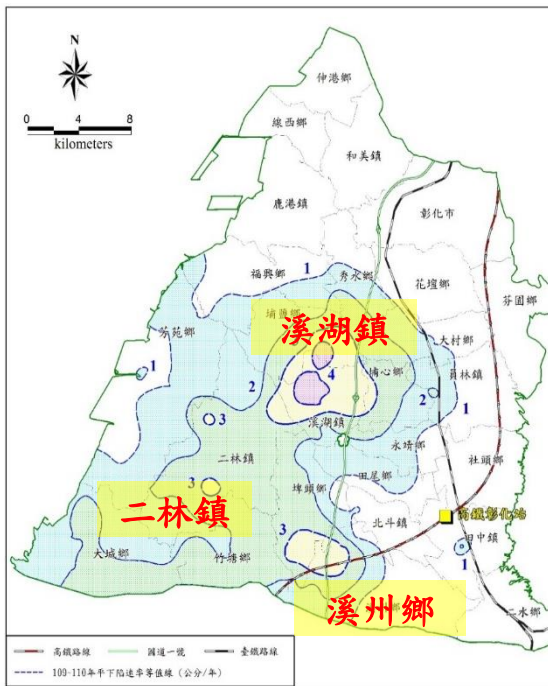 N
4 0 4 8
kilometers
伸港鄉
線西鄉
和美鎮
鹿港鎮
彰化市
福興鄉
1
秀水鄉
花壇鄉
芬園鄉
埔鹽鄉
芳苑鄉
溪湖鎮
大村鄉
1
2
4
埔心鄉
員林鎮
2
3
溪湖鎮
1
二林鎮
永靖鄉
社頭鄉
3
埤頭鄉
田尾鄉
二林鎮
3
北斗鎮
高鐵彰化站
田中鎮
大城鄉
竹塘鄉
1
溪州鄉
二水鄉
高鐵路線 國道一號 臺鐵路線
109-110年平下陷速率等值線 (公分/年)